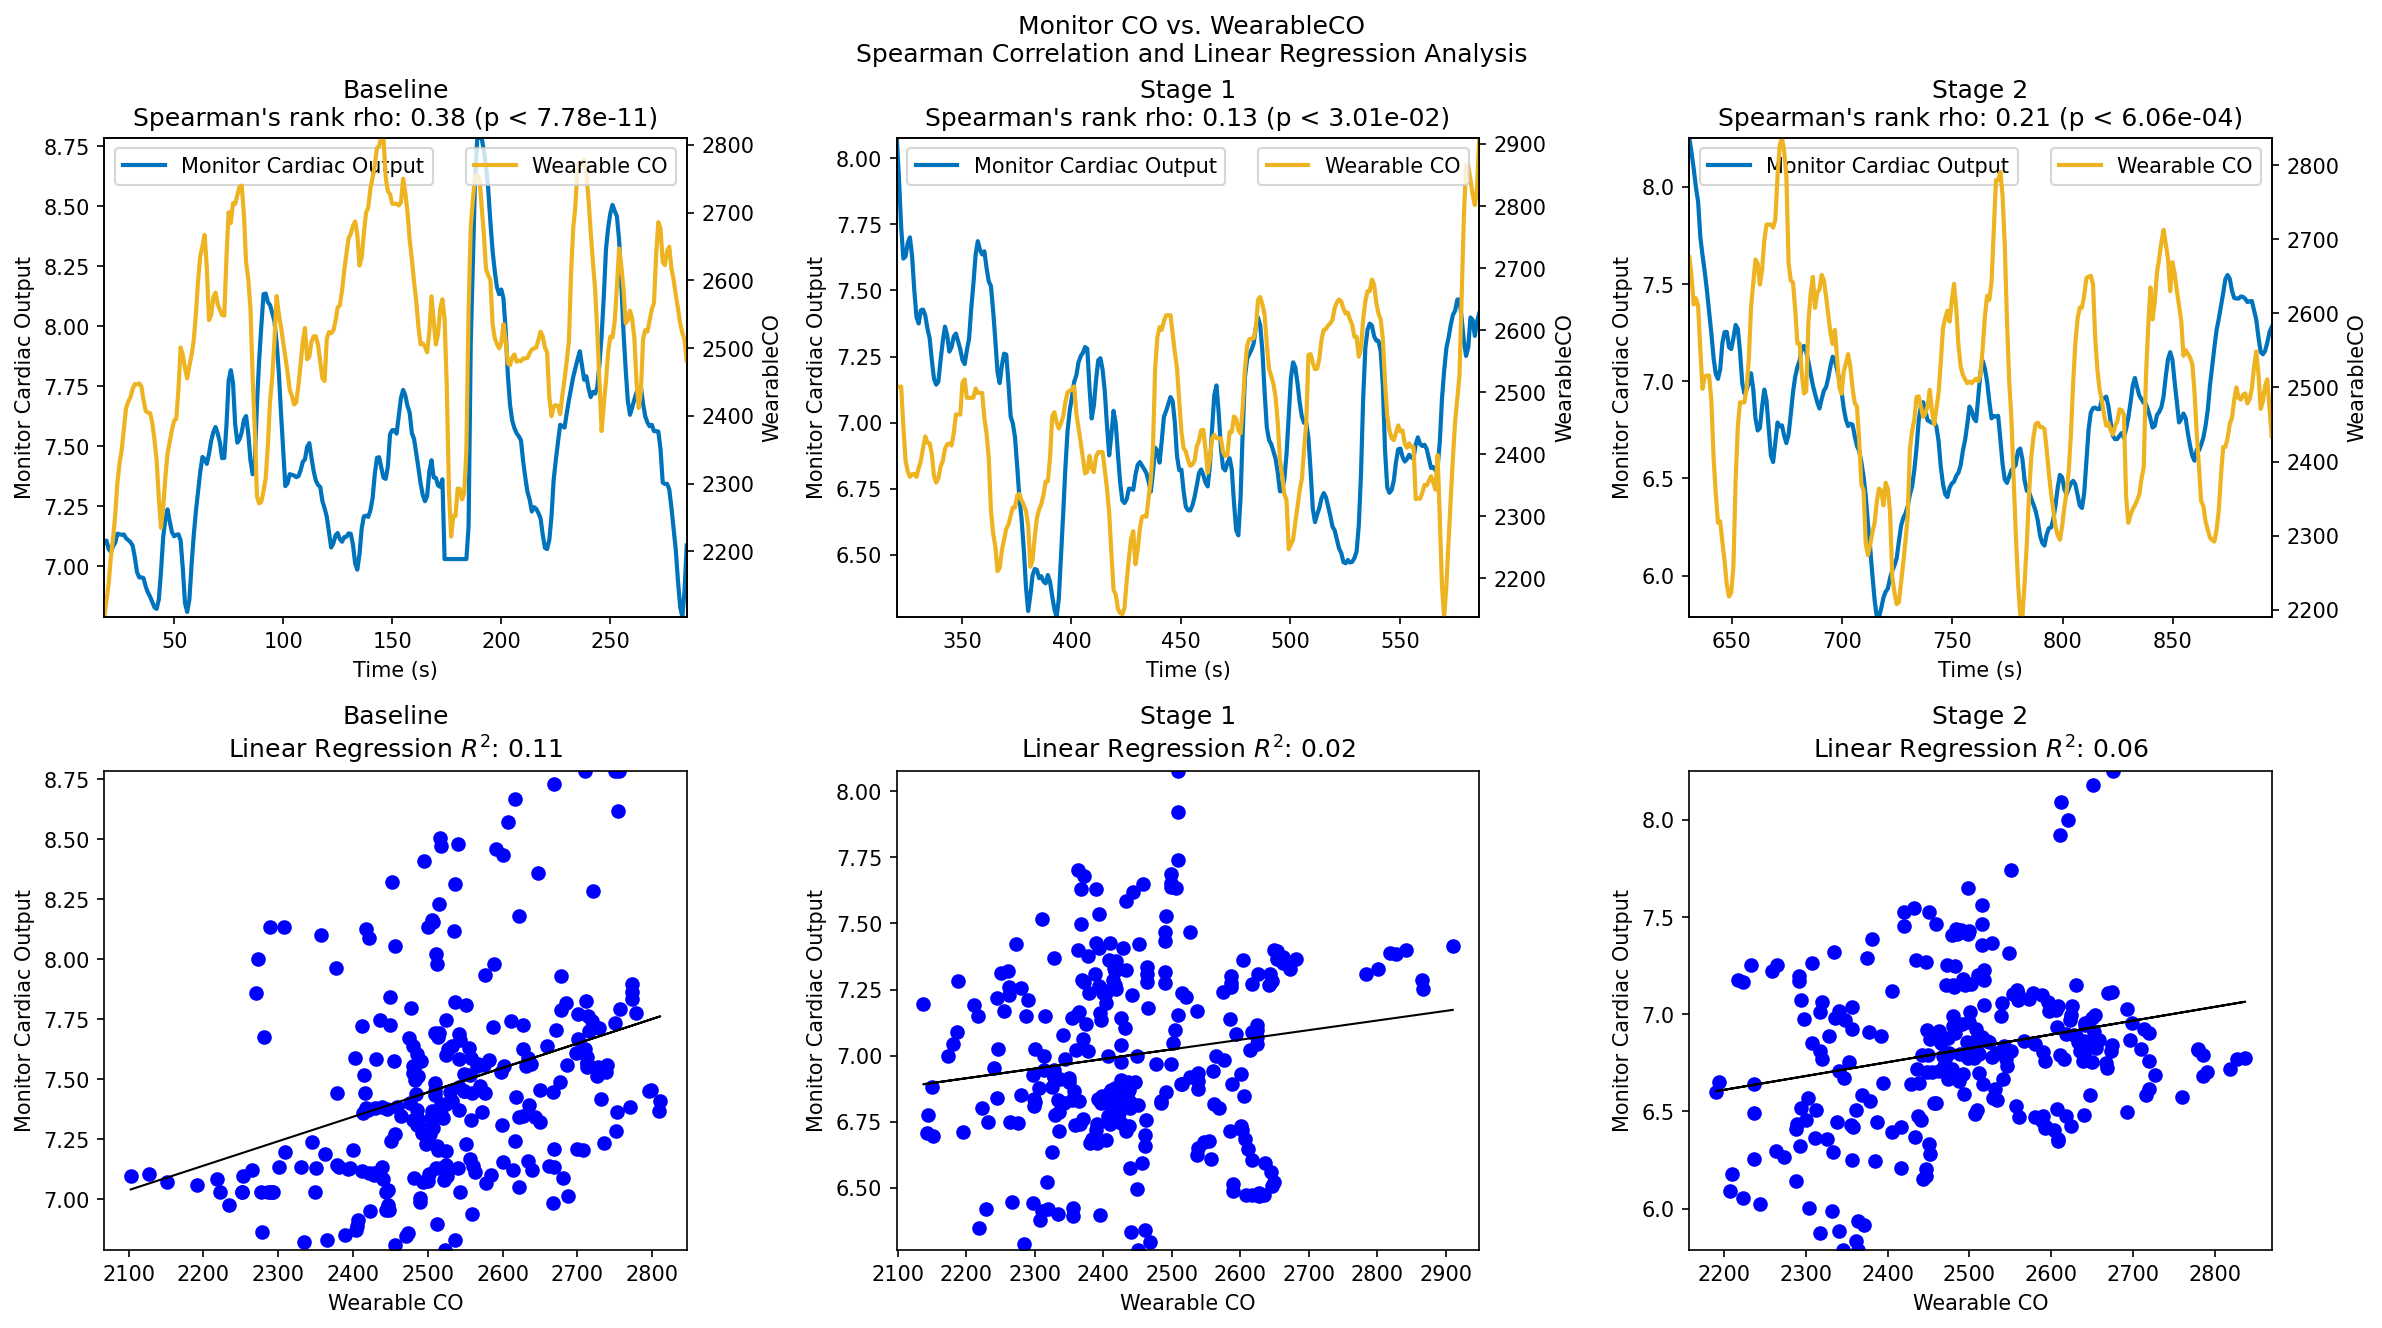 Monitor CO vs. WearableCO
Spearman Correlation and Linear Regression Analysis
Baseline
Spearman's rank rho: 0.38 (p < 7.78e-11)
Monitor Cardiac Output
Wearable CO
8.75
8.50
8.25
8.00
7.75
7.50
7.25
7.00
Monitor Cardiac Output
2800
2700
2600
2500
2400
2300
2200
WearableCO
50 100 150 200 250
Time (s)
Stage 1
Spearman's rank rho: 0.13 (p < 3.01e-02)
Monitor Cardiac Output
Wearable CO
8.00
7.75
7.50
7.25
7.00
6.75
6.50
Monitor Cardiac Output
2900
2800
2700
2600
2500
2400
2300
2200
WearableCO
350 400 450 500 550
Time (s)
Stage 2
Spearman's rank rho: 0.21 (p < 6.06e-04)
Monitor Cardiac Output
Wearable CO
8.0
7.5
7.0
6.5
6.0
Monitor Cardiac Output
2800
2700
2600
2500
2400
2300
2200
WearableCO
650 700 750 800 850
Time (s)
Baseline
Linear Regression R²: 0.11
8.75
8.50
8.25
8.00
7.75
7.50
7.25
7.00
Monitor Cardiac Output
2100 2200 2300 2400 2500 2600 2700 2800
Wearable CO
Stage 1
Linear Regression R²: 0.02
8.00
7.75
7.50
7.25
7.00
6.75
6.50
Monitor Cardiac Output
2100 2200 2300 2400 2500 2600 2700 2800 2900
Wearable CO
Stage 2
Linear Regression R²: 0.06
8.0
7.5
7.0
6.5
6.0
Monitor Cardiac Output
2200 2300 2400 2500 2600 2700 2800
Wearable CO